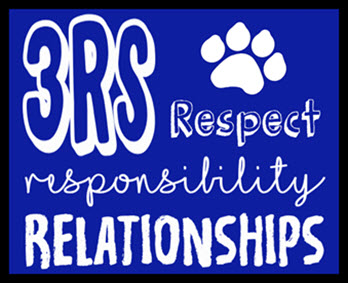 3RS
Respect
responsibility
RELATIONSHIPS